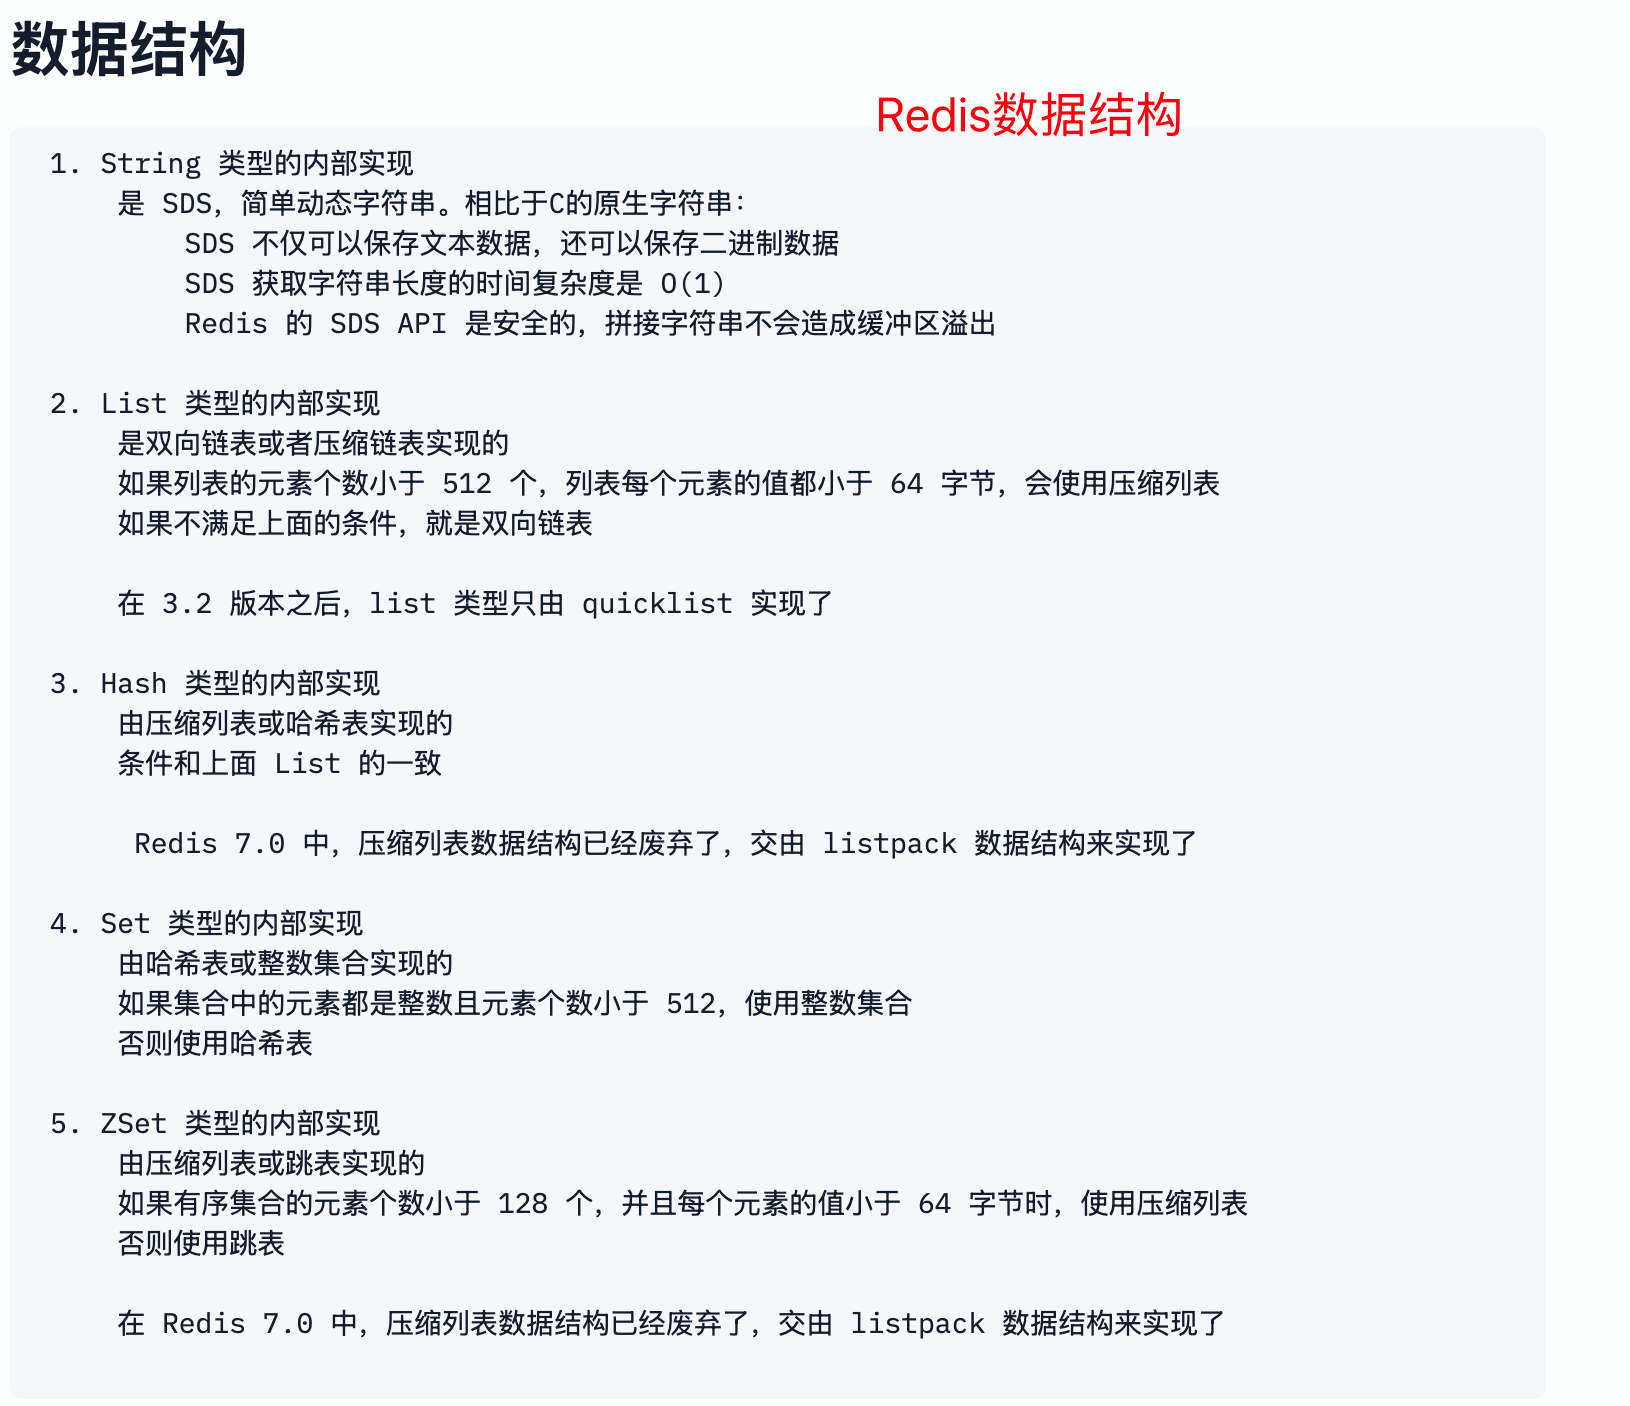 数据结构
Redis数据结构
1. String 类型的内部实现
是 SDS，简单动态字符串。相比于C的原生字符串：
SDS 不仅可以保存文本数据，还可以保存二进制数据
SDS 获取字符串长度的时间复杂度是 O(1)
Redis 的 SDS API 是安全的，拼接字符串不会造成缓冲区溢出
2. List 类型的内部实现
是双向链表或者压缩链表实现的
如果列表的元素个数小于 512 个，列表每个元素的值都小于 64 字节，会使用压缩列表
如果不满足上面的条件，就是双向链表
在 3.2 版本之后，list 类型只由 quicklist 实现了
3. Hash 类型的内部实现
由压缩列表或哈希表实现的
条件和上面 List 的一致
Redis 7.0 中，压缩列表数据结构已经废弃了，交由 listpack 数据结构来实现了
4. Set 类型的内部实现
由哈希表或整数集合实现的
如果集合中的元素都是整数且元素个数小于 512，使用整数集合
否则使用哈希表
5. ZSet 类型的内部实现
由压缩列表或跳表实现的
如果有序集合的元素个数小于 128 个，并且每个元素的值小于 64 字节时，使用压缩列表
否则使用跳表
在 Redis 7.0 中，压缩列表数据结构已经废弃了，交由 listpack 数据结构来实现了